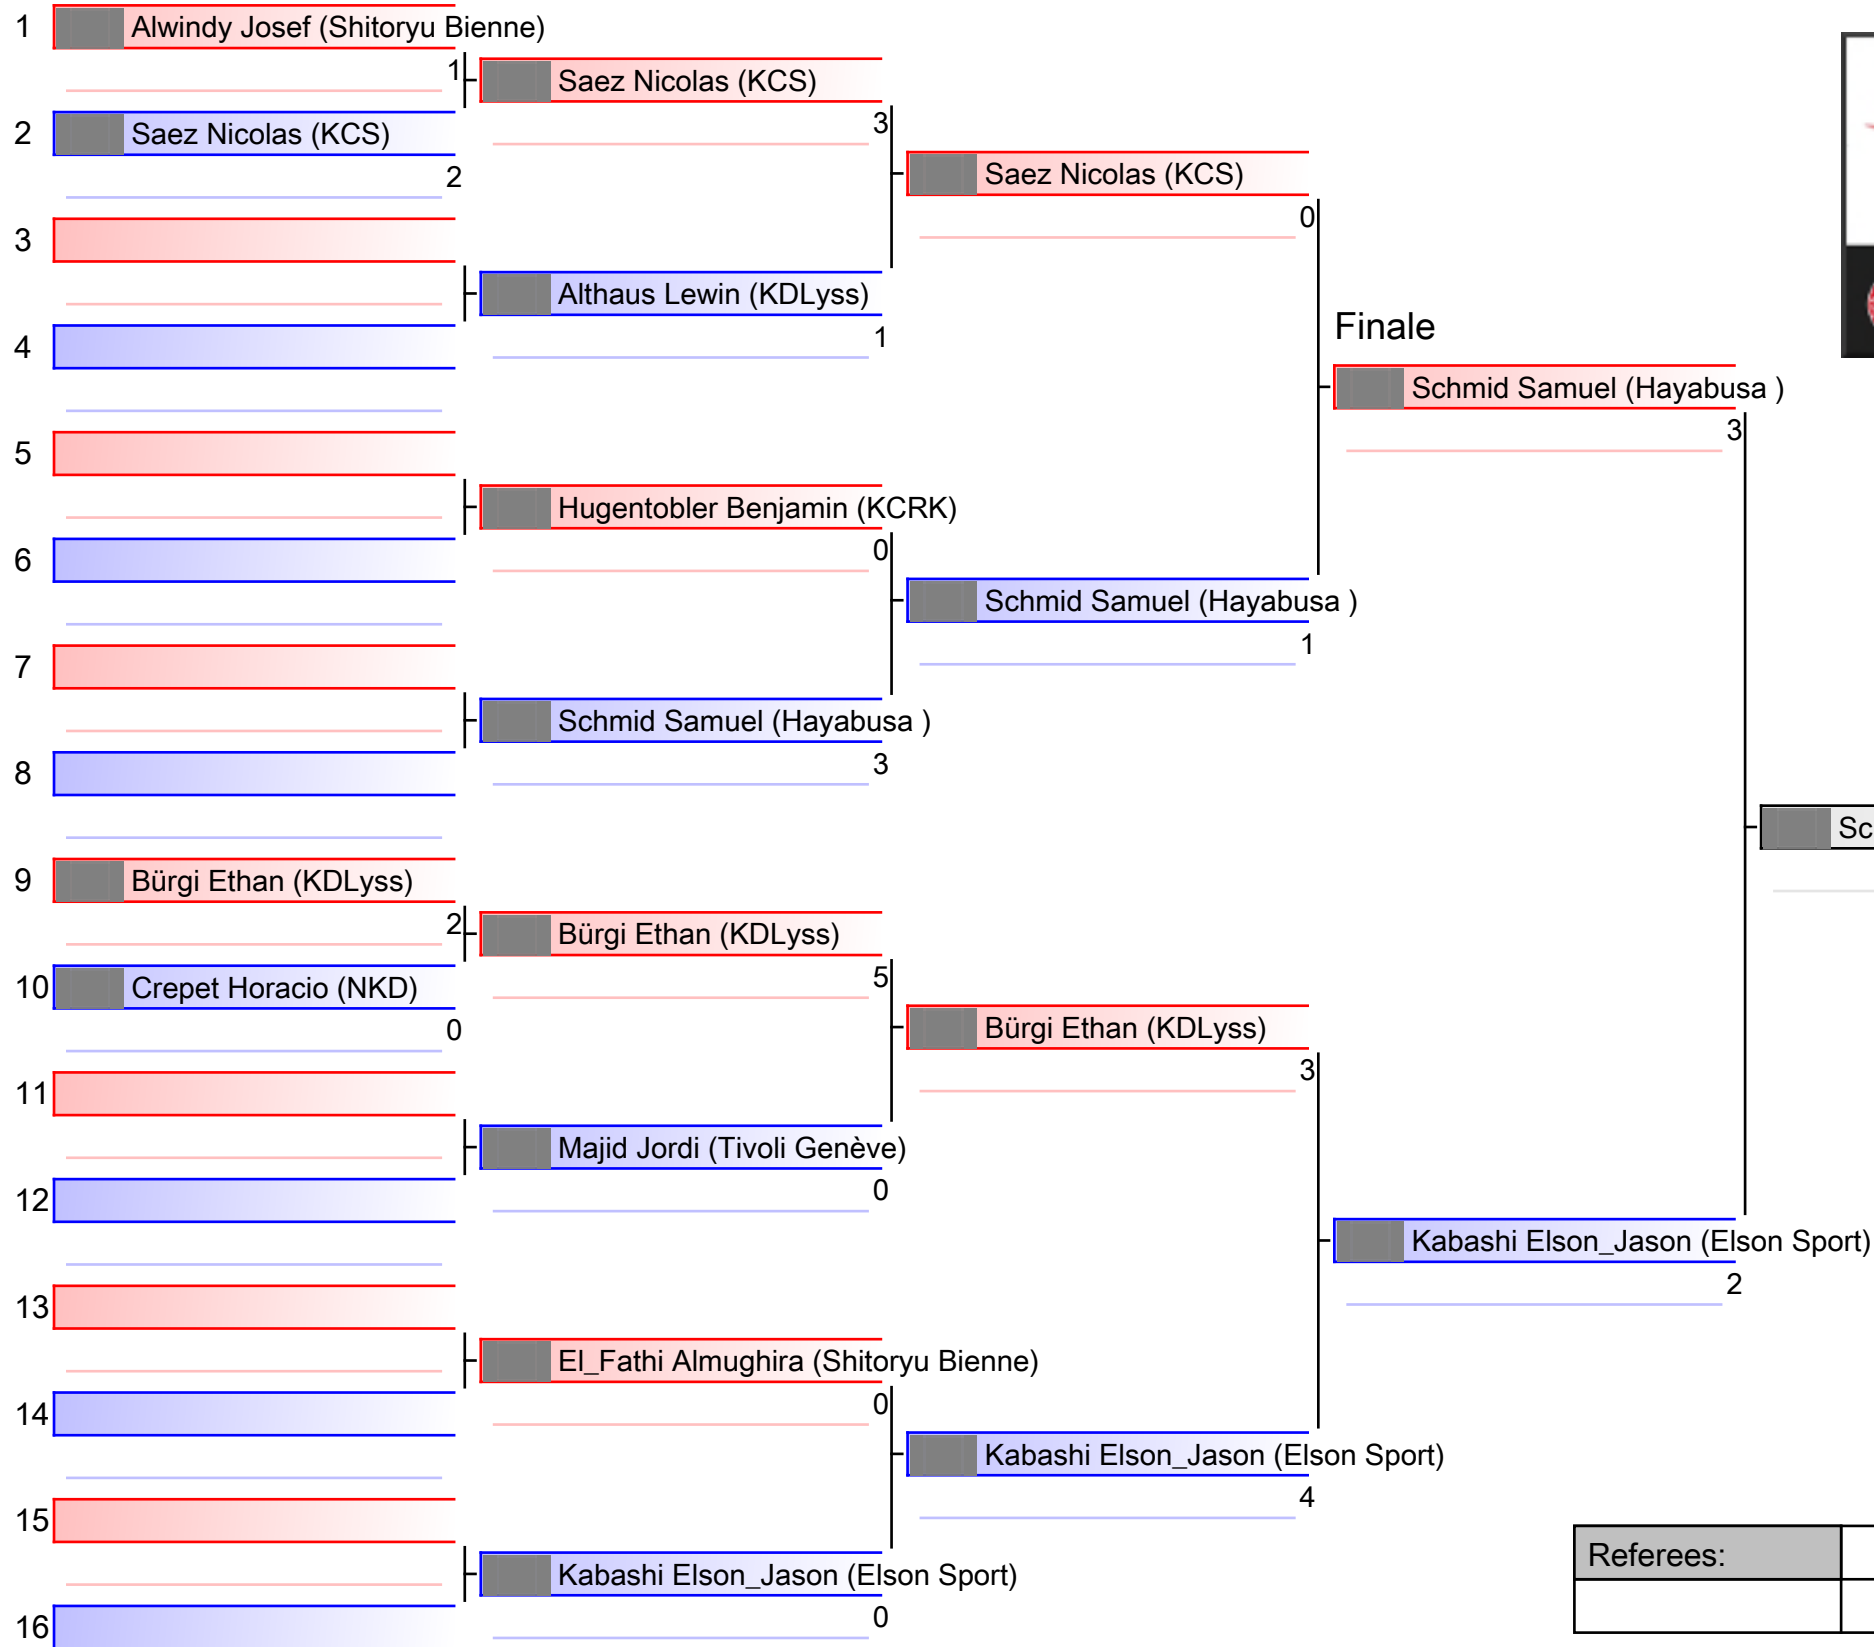 1 Alwindy Josef (Shitoryu Bienne)
1
Saez Nicolas (KCS)
3
2 Saez Nicolas (KCS)
2
Saez Nicolas (KCS)
0
3
Althaus Lewin (KDLyss)
1
4
Finale
Schmid Samuel (Hayabusa )
3
5
Hugentobler Benjamin (KCRK)
0
6
Schmid Samuel (Hayabusa )
1
7
Schmid Samuel (Hayabusa )
3
8
Sc
9 Bürgi Ethan (KDLyss)
2
Bürgi Ethan (KDLyss)
5
10 Crepet Horacio (NKD)
0
Bürgi Ethan (KDLyss)
3
11
Majid Jordi (Tivoli Genève)
0
12
Kabashi Elson_Jason (Elson Sport)
2
13
El_Fathi Almughira (Shitoryu Bienne)
0
14
Kabashi Elson_Jason (Elson Sport)
4
15
Kabashi Elson_Jason (Elson Sport)
0
16
Referees: